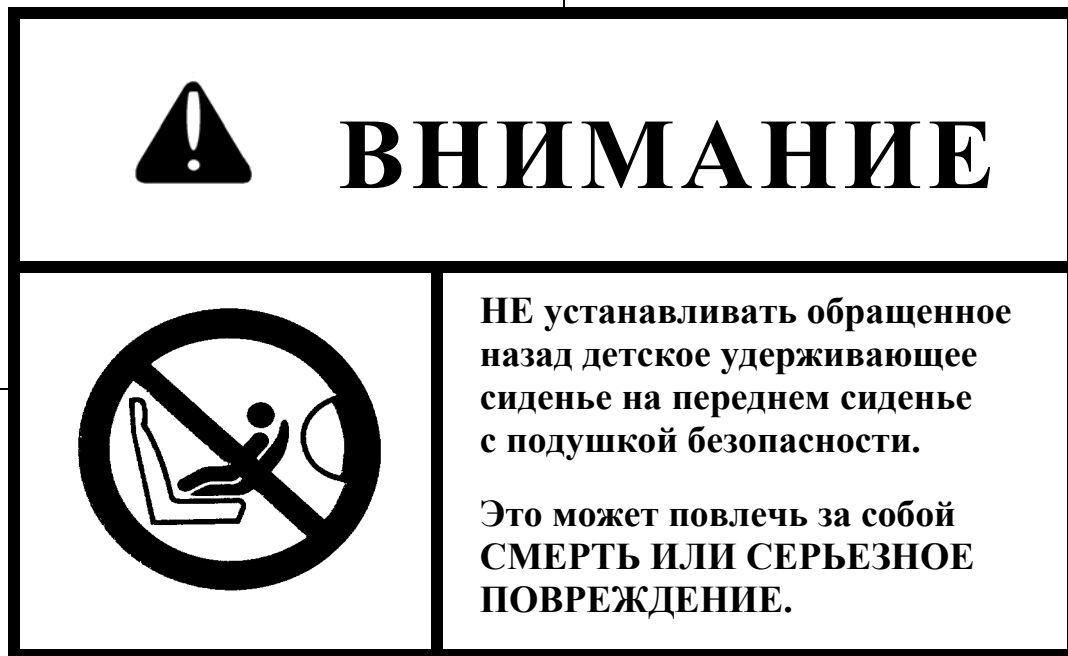 ВНИМАНИЕ
НЕ устанавливать обращенное
назад детское удерживающее
сиденье на переднем сиденье
с подушкой безопасности.
Это может повлечь за собой
СМЕРТЬ ИЛИ СЕРЬЕЗНОЕ
ПОВРЕЖДЕНИЕ.